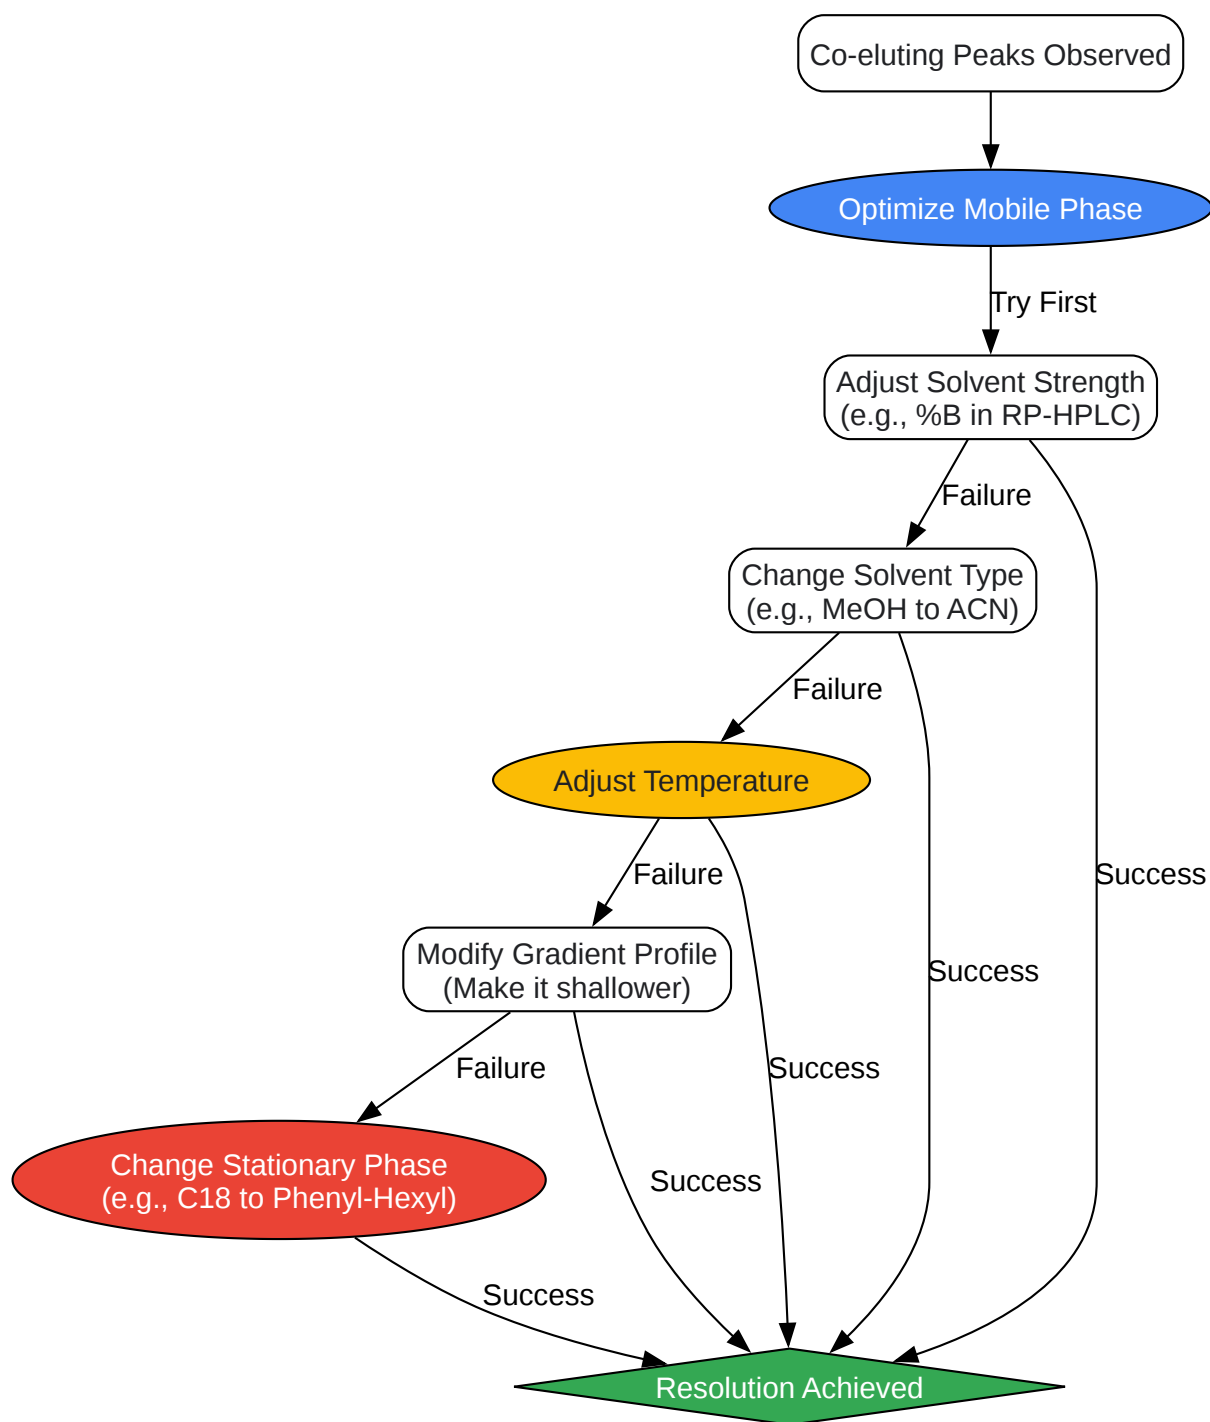 Co-eluting Peaks Observed
Optimize Mobile Phase
Try First
Adjust Solvent Strength
(e.g., %B in RP-HPLC)
Failure
Change Solvent Type
(e.g., MeOH to ACN)
Failure
Adjust Temperature
Failure
Success
Modify Gradient Profile
(Make it shallower)
Success
Failure
Success
Change Stationary Phase
(e.g., C18 to Phenyl-Hexyl)
Success
Success
Resolution Achieved